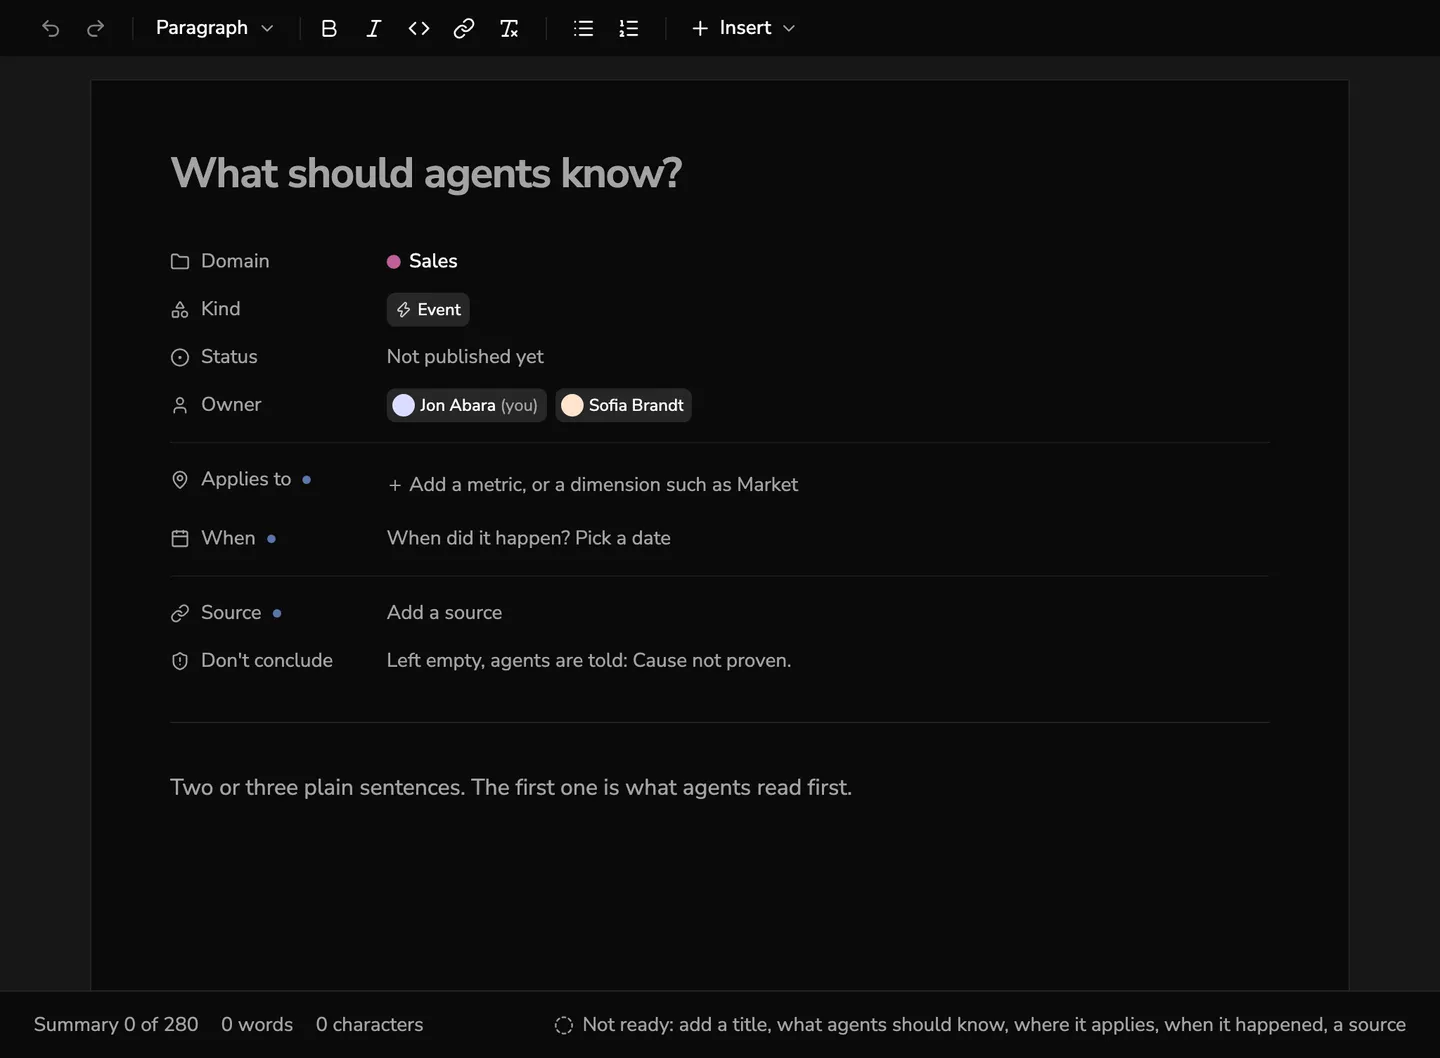 Paragraph
Insert
What should agents know?
Domain Sales
Kind Event
Status Not published yet
Owner Jon Abara (you) Sofia Brandt
Applies to + Add a metric, or a dimension such as Market
When When did it happen? Pick a date
Source Add a source
Don't conclude Left empty, agents are told: Cause not proven.
Two or three plain sentences. The first one is what agents read first.
Summary 0 of 280 0 words 0 characters Not ready: add a title, what agents should know, where it applies, when it happened, a source